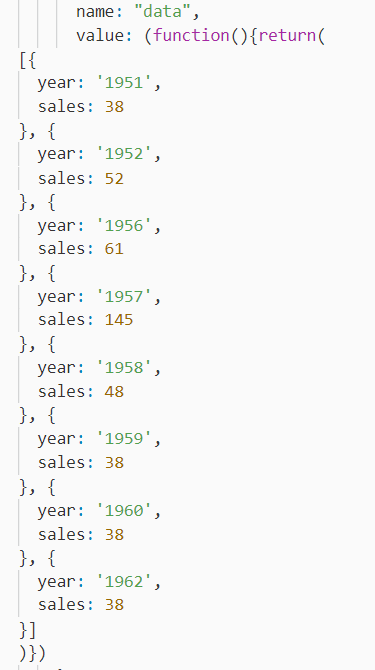 name: "data",
value: (function(){return(
[{
year: '1951',
sales: 38
}, {
year: '1952',
sales: 52
}, {
year: '1956',
sales: 61
}, {
year: '1957',
sales: 145
}, {
year: '1958',
sales: 48
}, {
year: '1959',
sales: 38
}, {
year: '1960',
sales: 38
}, {
year: '1962',
sales: 38
}]
)})